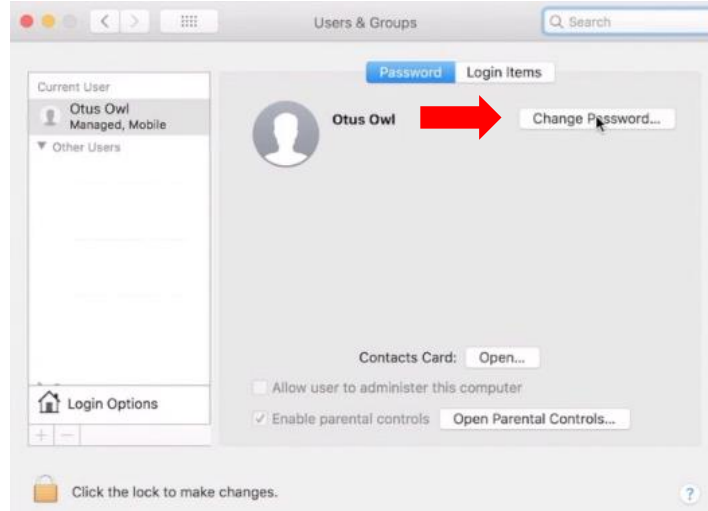 Users & Groups
Search
Password
Login Items
Current User
Otus Owl
Managed, Mobile
Other Users
Otus Owl
Change Password...
Contacts Card:
Open...
Allow user to administer this computer
Enable parental controls
Open Parental Controls...
Login Options
+
−
Click the lock to make changes.
?